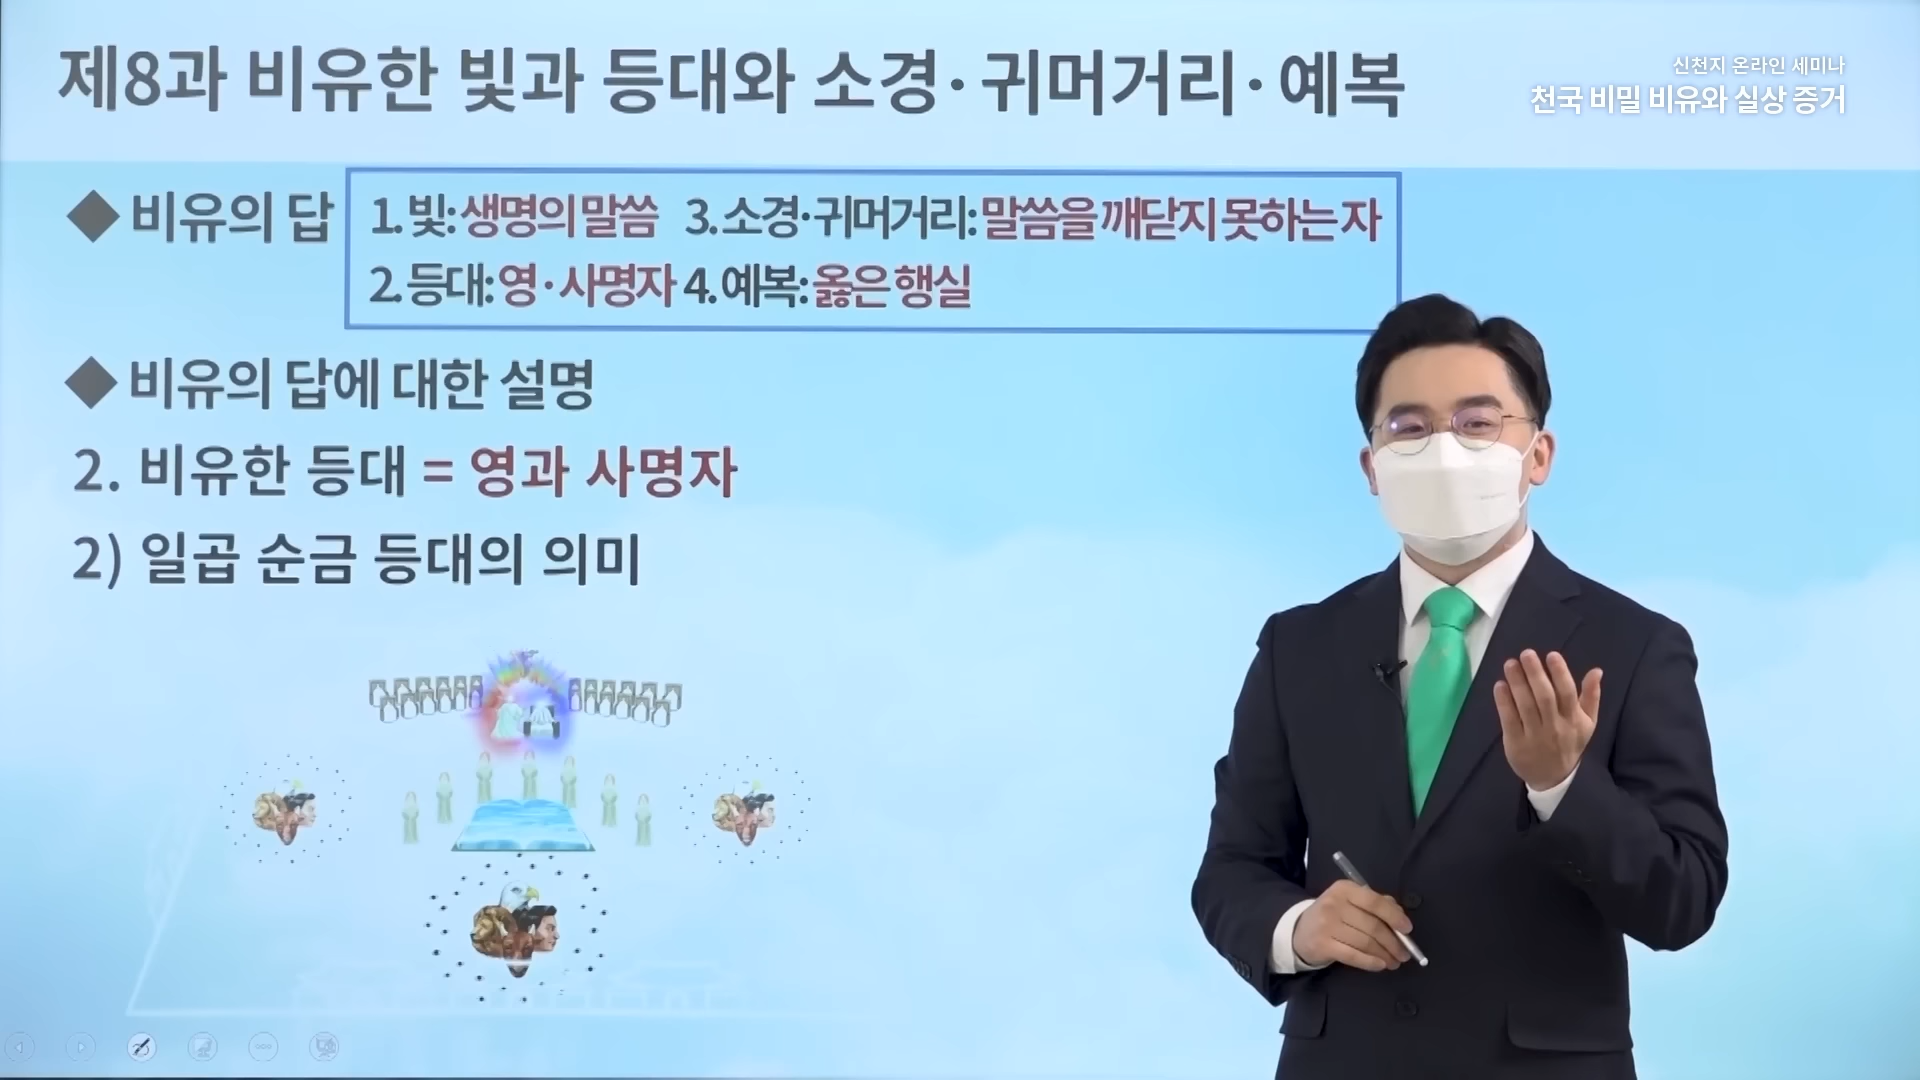 제8과 비유한 빛과 등대와 소경·귀머거리·예복
신천지 온라인 세미나
천국 비밀 비유와 실상 증거
◆ 비유의 답
1. 빛: 생명의 말씀 3. 소경·귀머거리: 말씀을 깨닫지 못하는 자
2. 등대: 영·사명자 4. 예복: 옳은 행실
◆ 비유의 답에 대한 설명
2. 비유한 등대 = 영과 사명자
2) 일곱 순금 등대의 의미